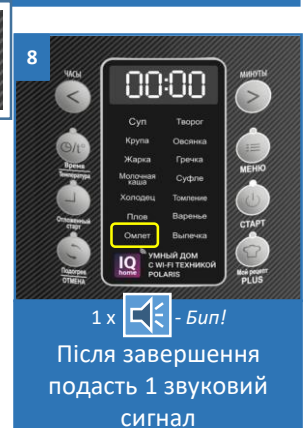 8
ЧАСЫ
МИНУТЫ
00:00
Суп Творог
Крупа Овсянка
Жарка Гречка
Молочная каша Суфле
Холодец Томление
Плов Варенье
Омлет Выпечка
Время
Температура
МЕНЮ
Отложенный
старт
СТАРТ
Подогрев
ОТМЕНА
Мой рецепт
PLUS
IQ
home
УМНЫЙ ДОМ
С WI-FI ТЕХНИКОЙ
POLARIS
1 x - Бип!
Після завершення
подасть 1 звуковий
сигнал